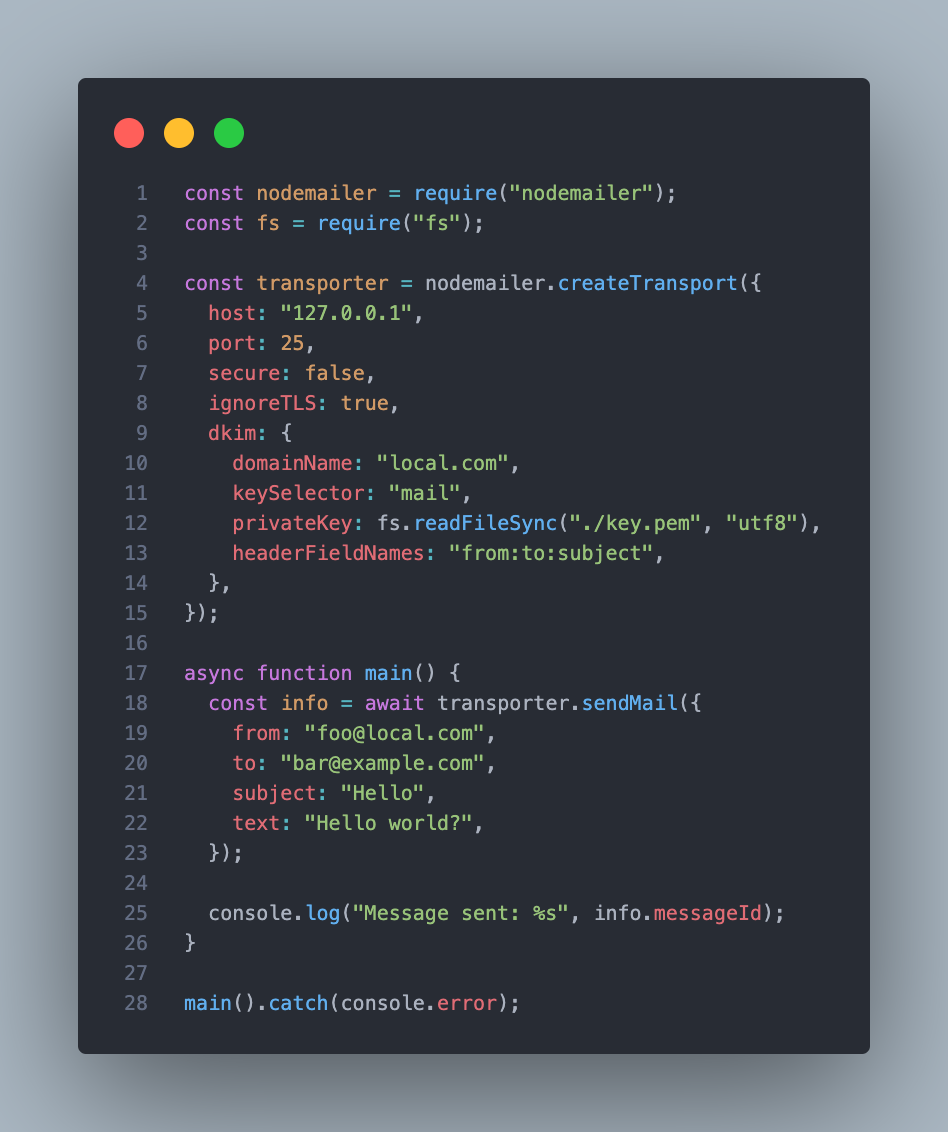 1 const nodemailer = require("nodemailer");
2 const fs = require("fs");
3
4 const transporter = nodemailer.createTransport({
5   host: "127.0.0.1",
6   port: 25,
7   secure: false,
8   ignoreTLS: true,
9   dkim: {
10     domainName: "local.com",
11     keySelector: "mail",
12     privateKey: fs.readFileSync("./key.pem", "utf8"),
13     headerFieldNames: "from:to:subject",
14   },
15 });
16
17 async function main() {
18   const info = await transporter.sendMail({
19     from: "foo@local.com",
20     to: "bar@example.com",
21     subject: "Hello",
22     text: "Hello world?",
23   });
24
25   console.log("Message sent: %s", info.messageId);
26 }
27
28 main().catch(console.error);